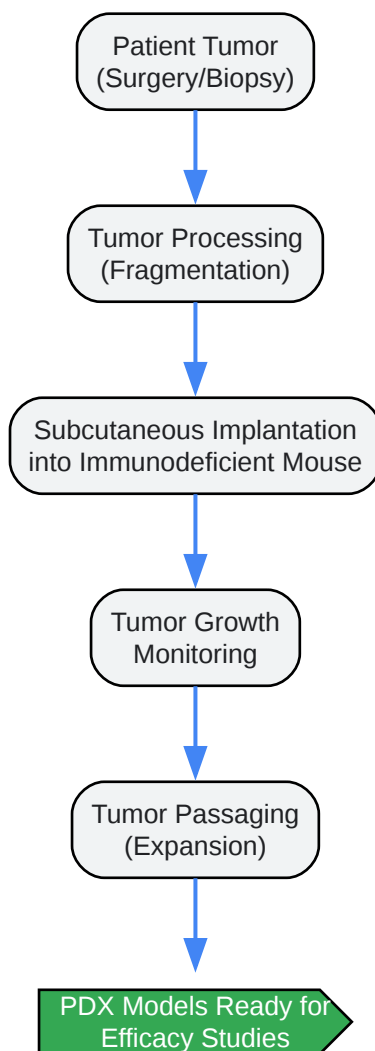 Patient Tumor
(Surgery/Biopsy)
Tumor Processing
(Fragmentation)
Subcutaneous Implantation
into Immunodeficient Mouse
Tumor Growth
Monitoring
Tumor Passaging
(Expansion)
PDX Models Ready for
Efficacy Studies